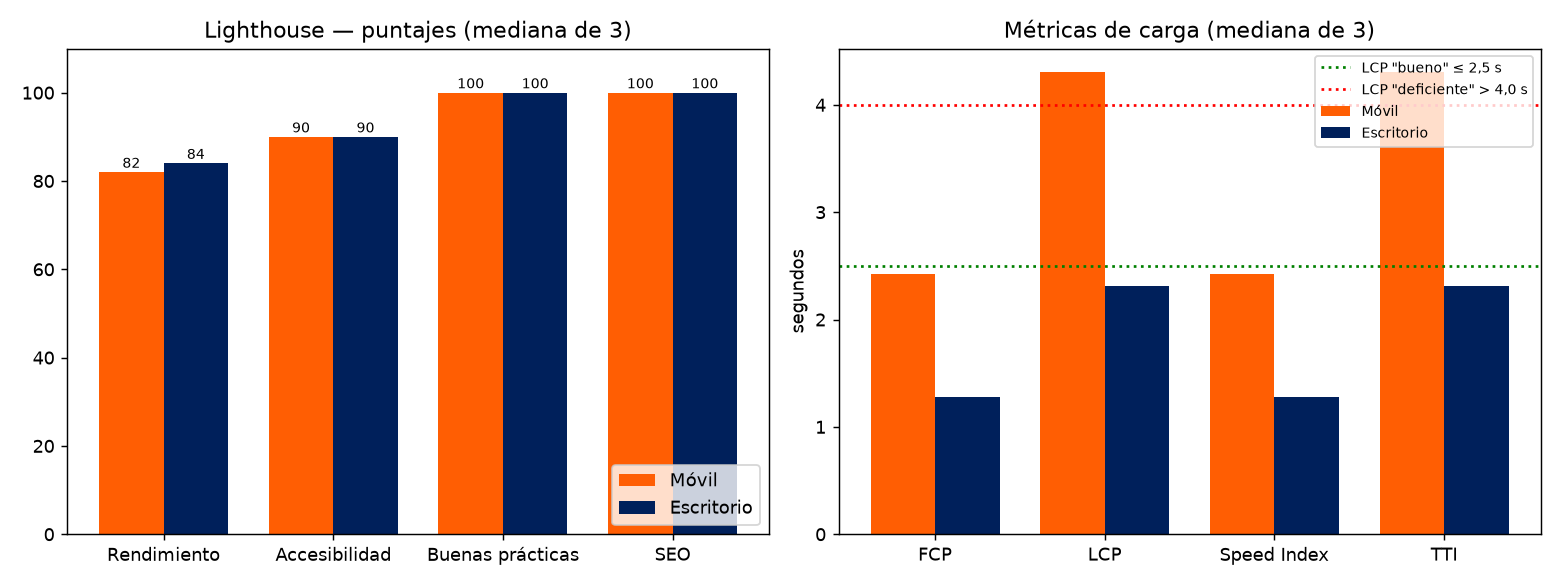 Lighthouse — puntajes (mediana de 3)
100
80
60
40
20
0
82
84
90
90
100
100
100
100
Móvil
Escritorio
Rendimiento
Accesibilidad
Buenas prácticas
SEO
Métricas de carga (mediana de 3)
segundos
4
3
2
1
0
LCP "bueno" ≤ 2,5 s
LCP "deficiente" > 4,0 s
Móvil
Escritorio
FCP
LCP
Speed Index
TTI